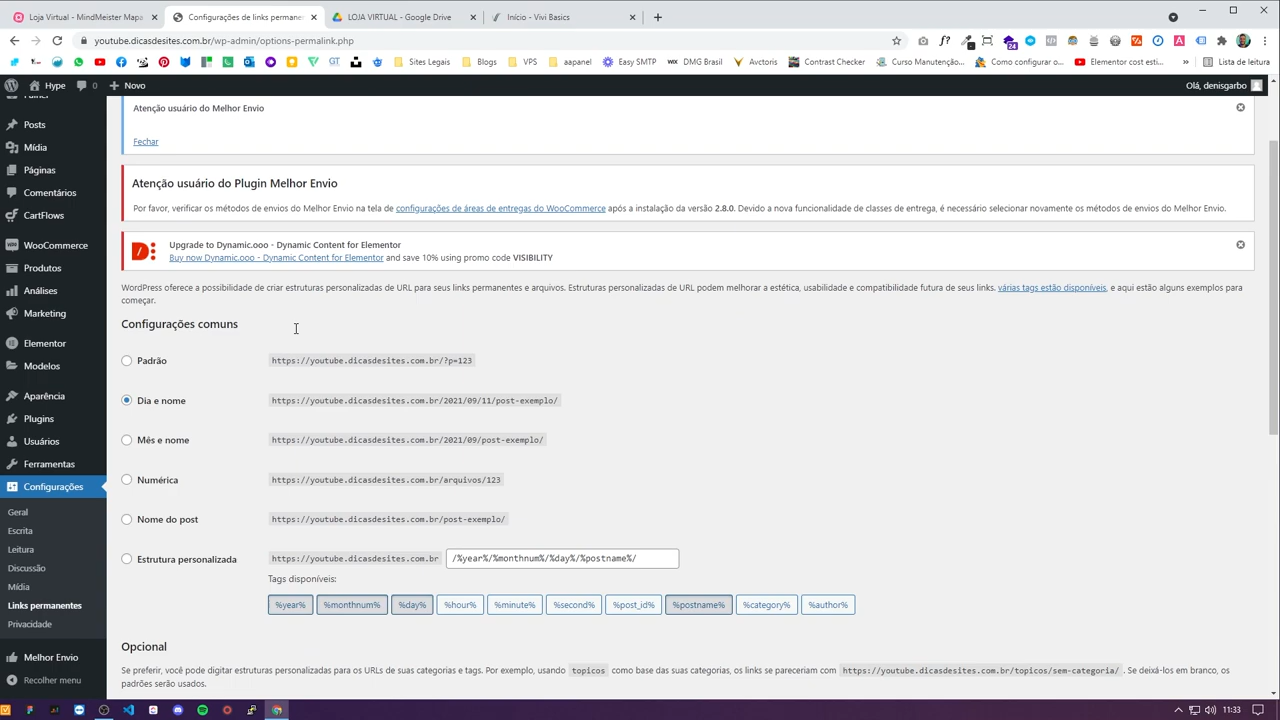 Loja Virtual - MindMeister Mapa
Configurações de links permane
LOJA VIRTUAL - Google Drive
Início - Vivi Basics
youtube.dicasdesites.com.br/wp-admin/options-permalink.php
Sites Legais
Blogs
VPS
aapanel
Easy SMTP
DMG Brasil
Avctoris
Contrast Checker
Curso Manutenção...
Como configurar o...
Elementor cost esti...
Lista de leitura
Hype
0
Novo
Olá, denisgarbo
Painel
Posts
Mídia
Páginas
Comentários
CartFlows
WooCommerce
Produtos
Análises
Marketing
Elementor
Modelos
Aparência
Plugins
Usuários
Ferramentas
Configurações
Geral
Escrita
Leitura
Discussão
Mídia
Links permanentes
Privacidade
Melhor Envio
Recolher menu
Atenção usuário do Melhor Envio
Fechar
Atenção usuário do Plugin Melhor Envio
Por favor, verificar os métodos de envios do Melhor Envio na tela de configurações de áreas de entregas do WooCommerce após a instalação da versão 2.8.0. Devido a nova funcionalidade de classes de entrega, é necessário selecionar novamente os métodos de envios do Melhor Envio.
Upgrade to Dynamic.ooo - Dynamic Content for Elementor
Buy now Dynamic.ooo - Dynamic Content for Elementor and save 10% using promo code VISIBILITY
WordPress oferece a possibilidade de criar estruturas personalizadas de URL para seus links permanentes e arquivos. Estruturas personalizadas de URL podem melhorar a estética, usabilidade e compatibilidade futura de seus links. várias tags estão disponíveis, e aqui estão alguns exemplos para
começar.
Configurações comuns
Padrão https://youtube.dicasdesites.com.br/?p=123
Dia e nome https://youtube.dicasdesites.com.br/2021/09/11/post-exemplo/
Mês e nome https://youtube.dicasdesites.com.br/2021/09/post-exemplo/
Numérica https://youtube.dicasdesites.com.br/arquivos/123
Nome do post https://youtube.dicasdesites.com.br/post-exemplo/
Estrutura personalizada https://youtube.dicasdesites.com.br /%year%/%monthnum%/%day%/%postname%/
Tags disponíveis:
%year% %monthnum% %day% %hour% %minute% %second% %post_id% %postname% %category% %author%
Opcional
Se preferir, você pode digitar estruturas personalizadas para os URLs de suas categorias e tags. Por exemplo, usando topicos como base das suas categorias, os links se pareceriam com https://youtube.dicasdesites.com.br/topicos/sem-categoria/ . Se deixá-los em branco, os
padrões serão usados.
11:33